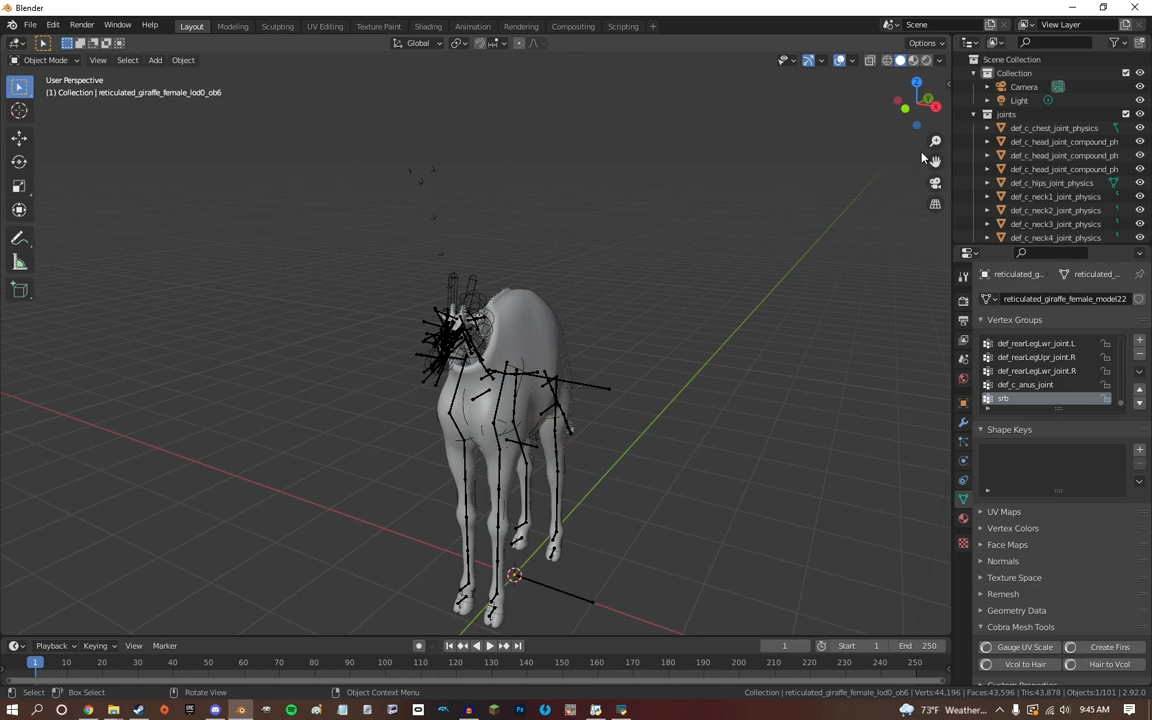 Blender
File Edit Render Window Help
Layout Modeling Sculpting UV Editing Texture Paint Shading Animation Rendering Compositing Scripting +
Scene
View Layer
Global
Options
Object Mode View Select Add Object
User Perspective
(1) Collection | reticulated_giraffe_female_lod0_ob6
Z
Y
X
Scene Collection
Collection
Camera
Light
joints
def_c_chest_joint_physics
def_c_head_joint_compound_ph
def_c_head_joint_compound_ph
def_c_head_joint_compound_ph
def_c_hips_joint_physics
def_c_neck1_joint_physics
def_c_neck2_joint_physics
def_c_neck3_joint_physics
def_c_neck4_joint_physics
reticulated_g... reticulated_...
reticulated_giraffe_female_model22
Vertex Groups
def_rearLegLwr_joint.L
def_rearLegUpr_joint.R
def_rearLegLwr_joint.R
def_c_anus_joint
srb
Shape Keys
UV Maps
Vertex Colors
Face Maps
Normals
Texture Space
Remesh
Geometry Data
Cobra Mesh Tools
Gauge UV Scale Create Fins
Vcol to Hair Hair to Vcol
Custom Properties
Playback Keying View Marker
1 Start 1 End 250
1 10 20 30 40 50 60 70 80 90 100 110 120 130 140 150 160 170 180 190 200 210 220 230 240 250
Select Box Select Rotate View Object Context Menu
Collection | reticulated_giraffe_female_lod0_ob6 | Verts:44,196 | Faces:43,596 | Tris:43,878 | Objects:1/101 | 2.92.0
73°F Weather...
9:45 AM